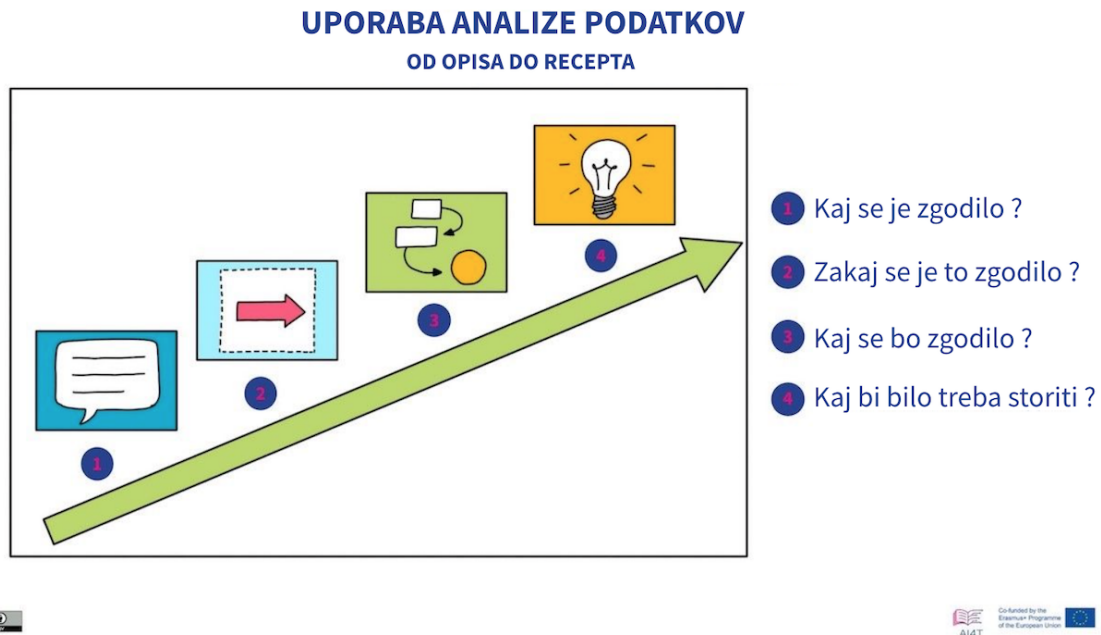 UPORABA ANALIZE PODATKOV
OD OPISA DO RECEPTA
1
2
3
4
1 Kaj se je zgodilo ?
2 Zakaj se je to zgodilo ?
3 Kaj se bo zgodilo ?
4 Kaj bi bilo treba storiti ?
Co-funded by the
Erasmus+ Programme
of the European Union
AI4T